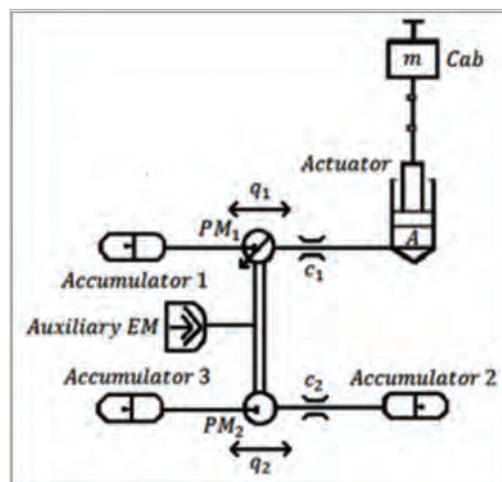 m Cab
Actuator
q₁
PM₁
A
Accumulator 1
c₁
Auxiliary EM
Accumulator 3
c₂
Accumulator 2
PM₂
q₂